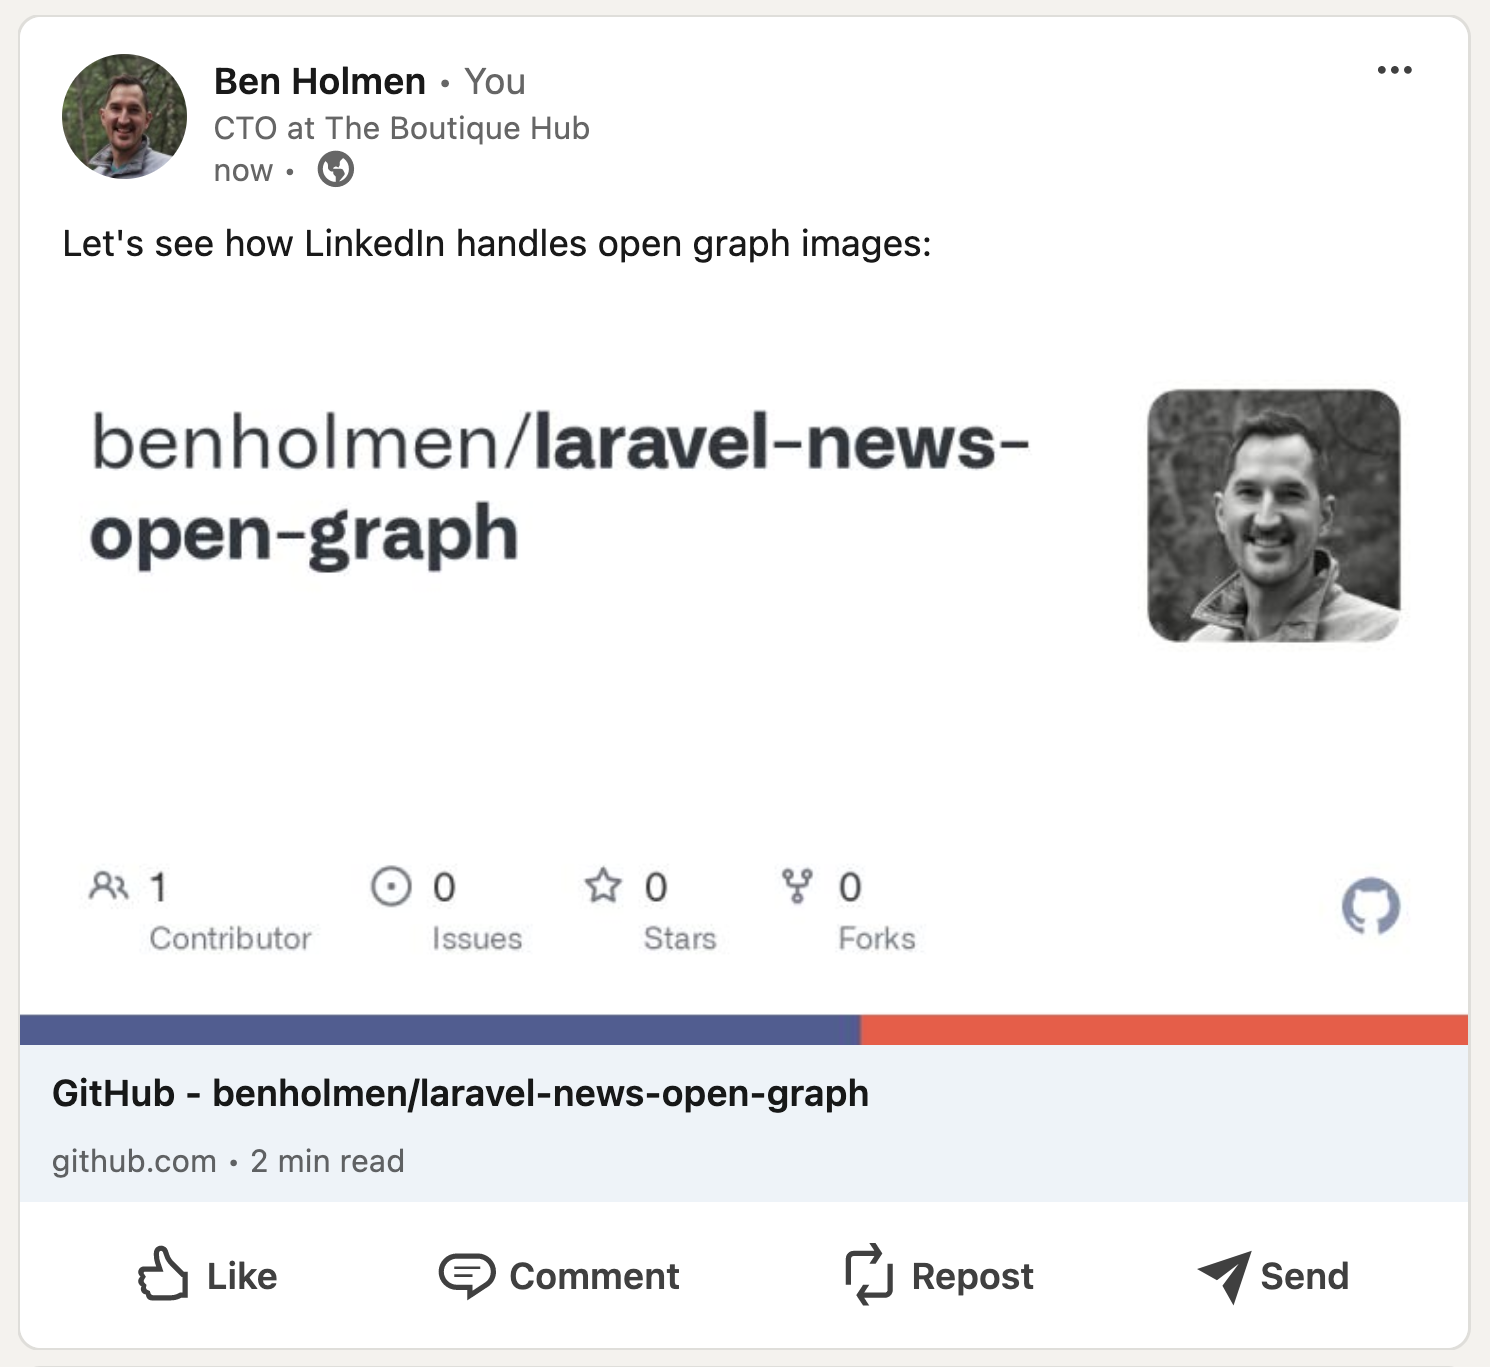 Ben Holmen • You
CTO at The Boutique Hub
now •
Let's see how LinkedIn handles open graph images:
benholmen/laravel-news-
open-graph
1 0 0 0
Contributor Issues Stars Forks
GitHub - benholmen/laravel-news-open-graph
github.com • 2 min read
Like Comment Repost Send